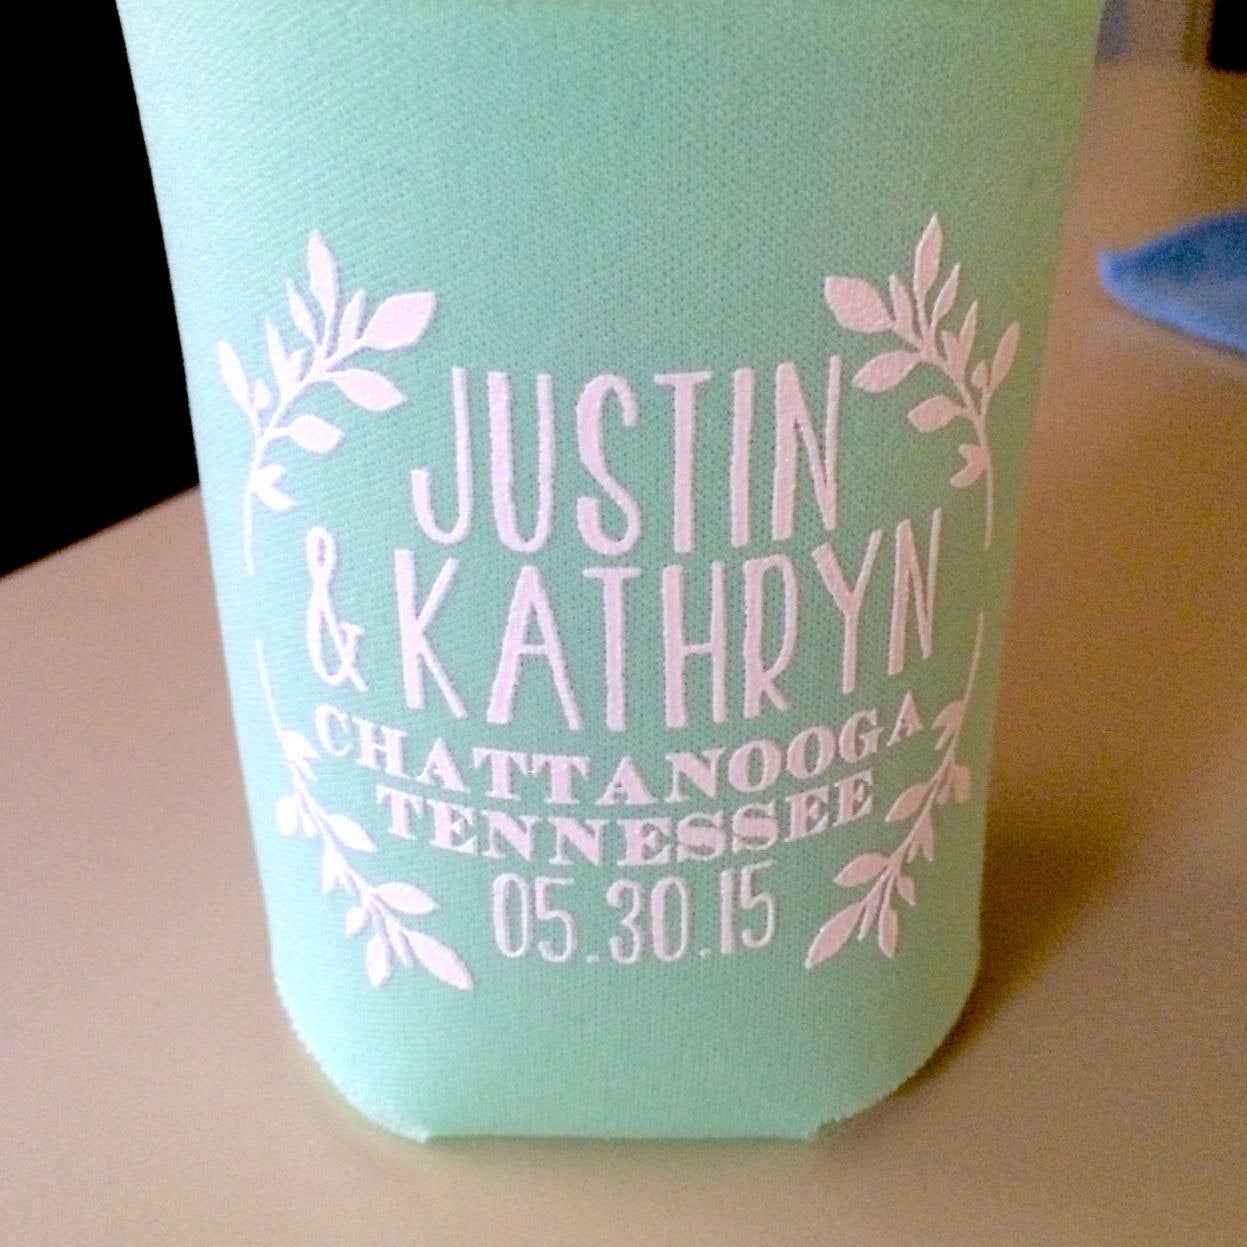 JUSTIN
& KATHRYN
CHATTANOOGA
TENNESSEE
05.30.15